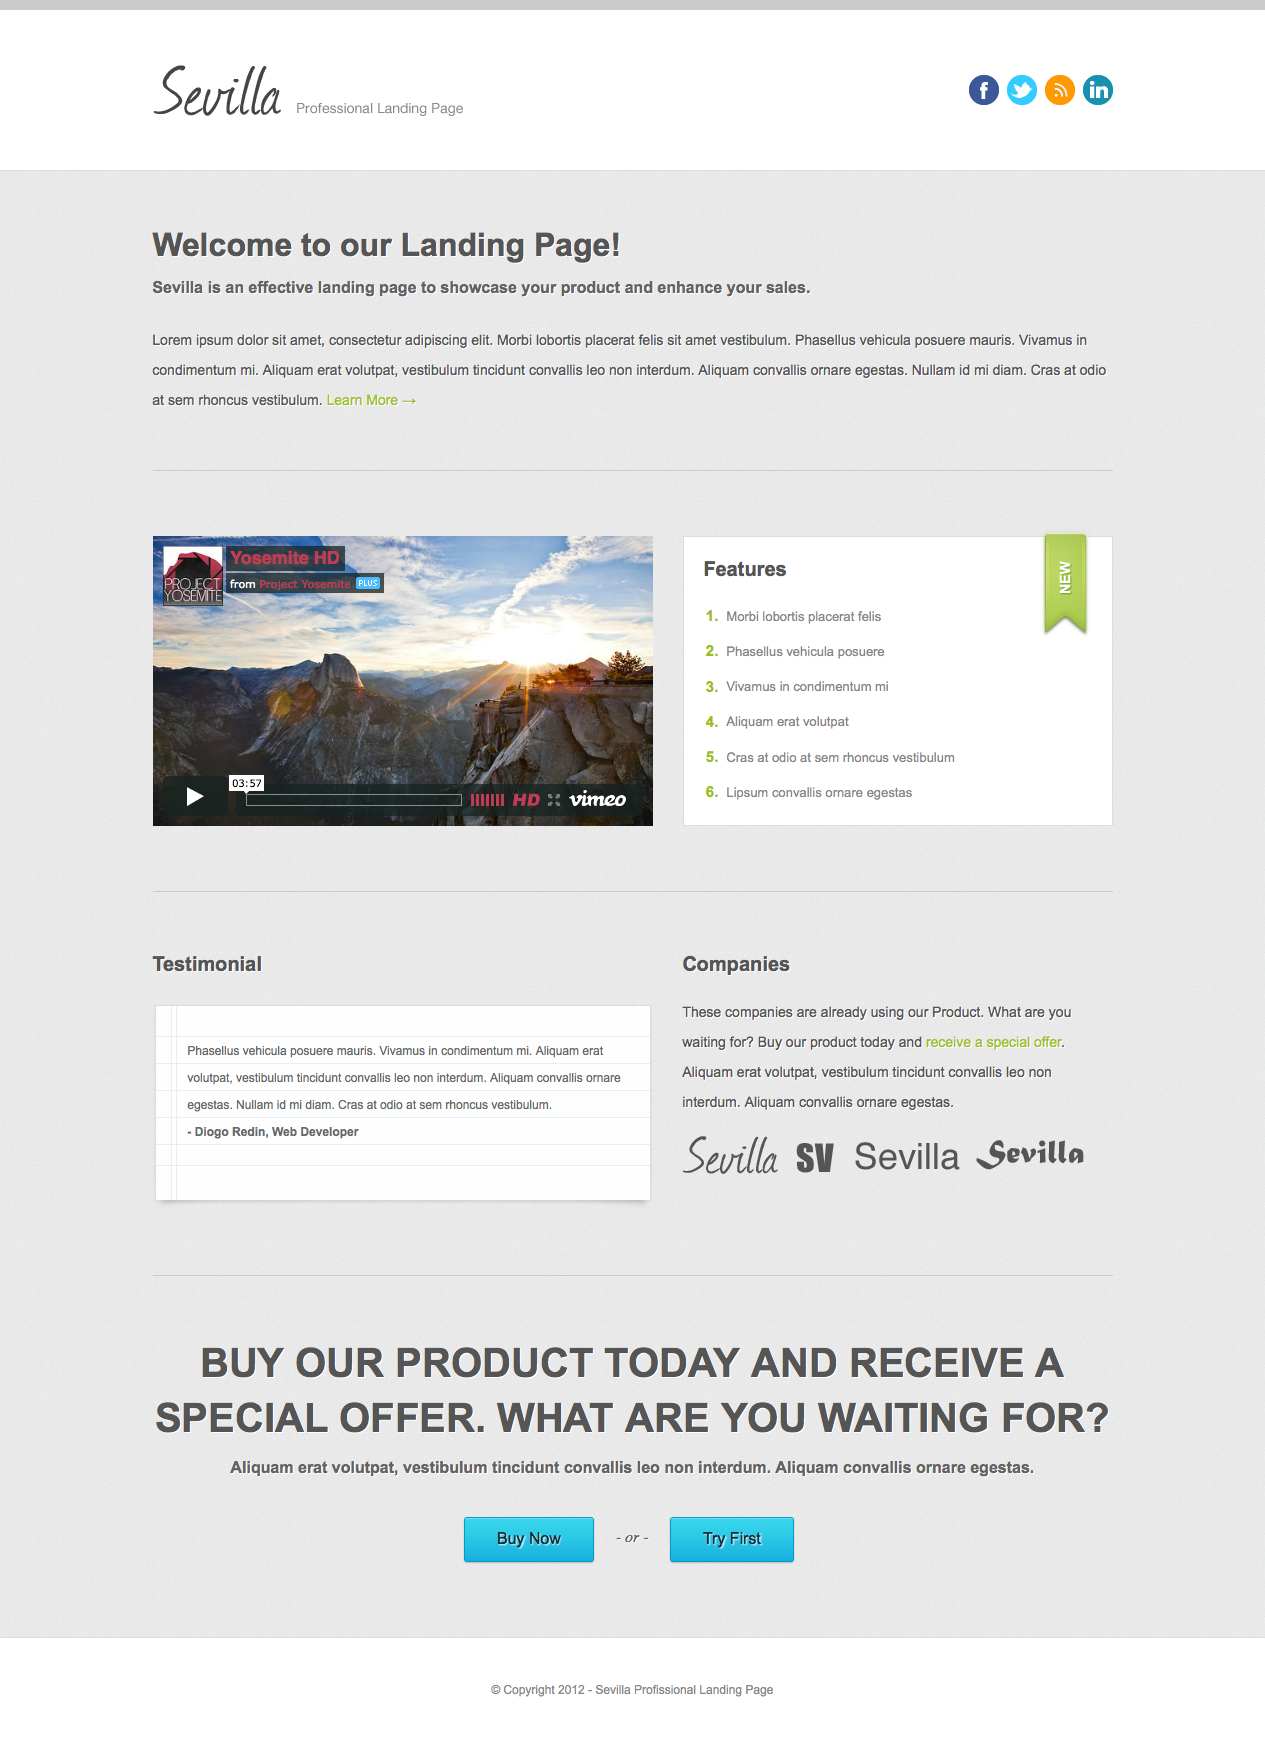 Sevilla Professional Landing Page
f in
Welcome to our Landing Page!
Sevilla is an effective landing page to showcase your product and enhance your sales.
Lorem ipsum dolor sit amet, consectetur adipiscing elit. Morbi lobortis placerat felis sit amet vestibulum. Phasellus vehicula posuere mauris. Vivamus in
condimentum mi. Aliquam erat volutpat, vestibulum tincidunt convallis leo non interdum. Aliquam convallis ornare egestas. Nullam id mi diam. Cras at odio
at sem rhoncus vestibulum. Learn More →
PROJECT
YOSEMITE
Yosemite HD
from Project Yosemite PLUS
03:57
HD vimeo
Features
NEW
1. Morbi lobortis placerat felis
2. Phasellus vehicula posuere
3. Vivamus in condimentum mi
4. Aliquam erat volutpat
5. Cras at odio at sem rhoncus vestibulum
6. Lipsum convallis ornare egestas
Testimonial
Phasellus vehicula posuere mauris. Vivamus in condimentum mi. Aliquam erat
volutpat, vestibulum tincidunt convallis leo non interdum. Aliquam convallis ornare
egestas. Nullam id mi diam. Cras at odio at sem rhoncus vestibulum.
- Diogo Redin, Web Developer
Companies
These companies are already using our Product. What are you
waiting for? Buy our product today and receive a special offer.
Aliquam erat volutpat, vestibulum tincidunt convallis leo non
interdum. Aliquam convallis ornare egestas.
Sevilla SV Sevilla Sevilla
BUY OUR PRODUCT TODAY AND RECEIVE A
SPECIAL OFFER. WHAT ARE YOU WAITING FOR?
Aliquam erat volutpat, vestibulum tincidunt convallis leo non interdum. Aliquam convallis ornare egestas.
Buy Now - or - Try First
© Copyright 2012 - Sevilla Profissional Landing Page